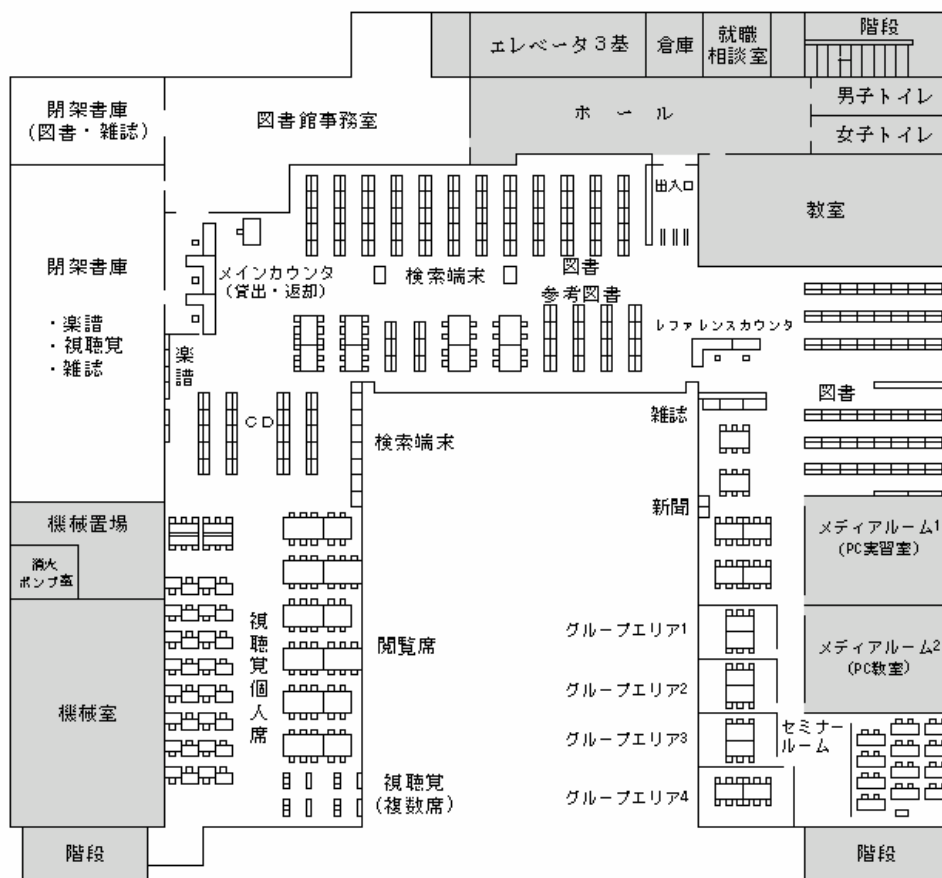 エレベータ3基
倉庫
就職
相談室
階段
閉架書庫
(図書・雑誌)
図書館事務室
ホール
男子トイレ
女子トイレ
出入口
教室
閉架書庫
・楽譜
・視聴覚
・雑誌
メインカウンタ
(貸出・返却)
検索端末
図書
参考図書
レファレンスカウンタ
楽譜
CD
検索端末
雑誌
図書
新聞
機械置場
消火
ポンプ室
メディアルーム1
(PC実習室)
視聴覚個人席
閲覧席
グループエリア1
メディアルーム2
(PC教室)
グループエリア2
機械室
グループエリア3
セミナー
ルーム
視聴覚
(複数席)
グループエリア4
階段
階段